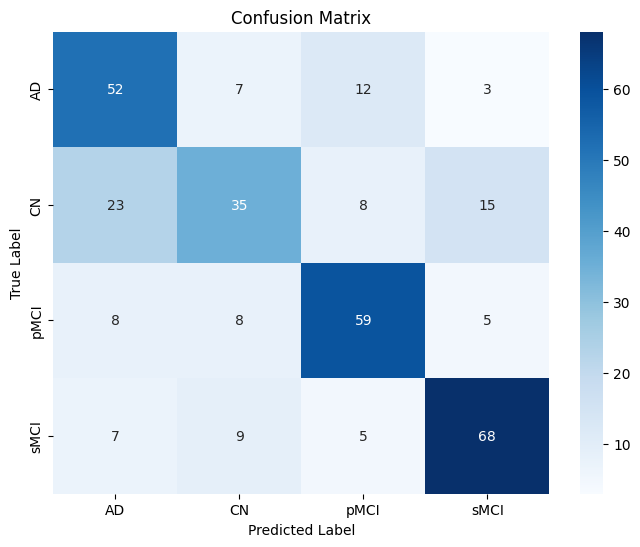 Confusion Matrix
True Label
AD 52 7 12 3
CN 23 35 8 15
pMCI 8 8 59 5
sMCI 7 9 5 68
AD CN pMCI sMCI
Predicted Label
60
50
40
30
20
10